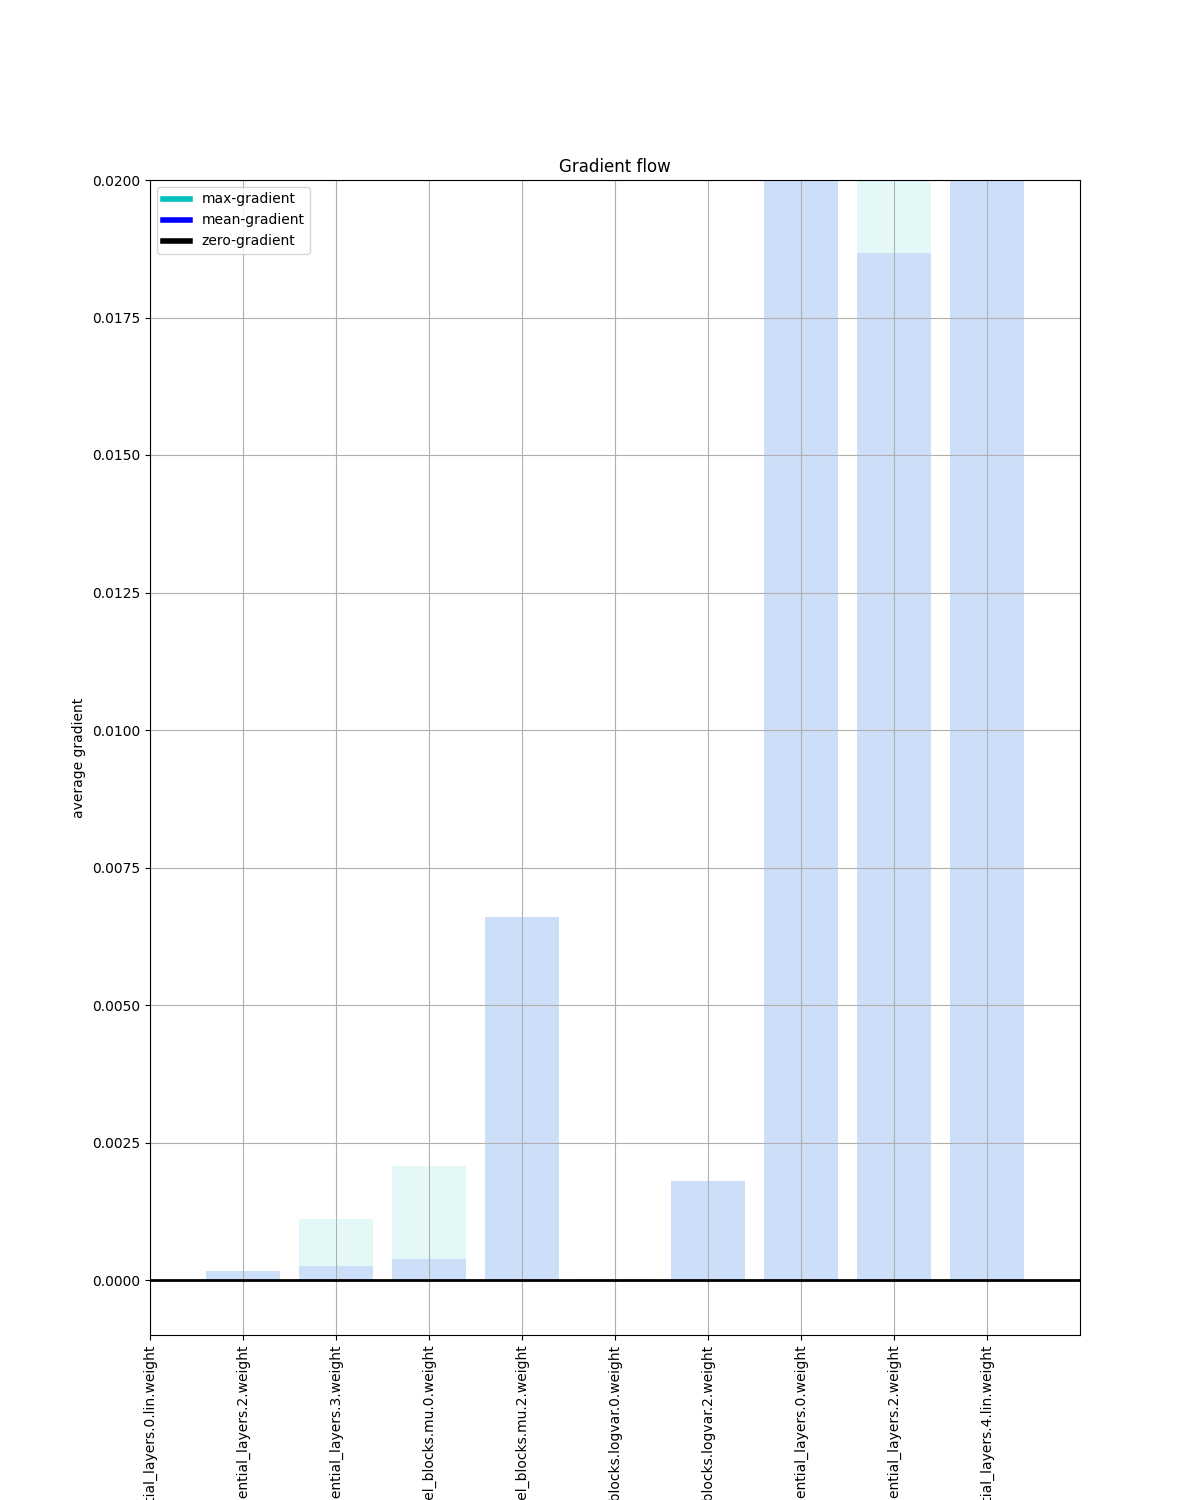 Gradient flow
max-gradient
mean-gradient
zero-gradient
0.0200
0.0175
0.0150
0.0125
0.0100
0.0075
0.0050
0.0025
0.0000
average gradient
tial_layers.0.lin.weight
ential_layers.2.weight
ential_layers.3.weight
el_blocks.mu.0.weight
el_blocks.mu.2.weight
blocks.logvar.0.weight
blocks.logvar.2.weight
ential_layers.0.weight
ential_layers.2.weight
tial_layers.4.lin.weight